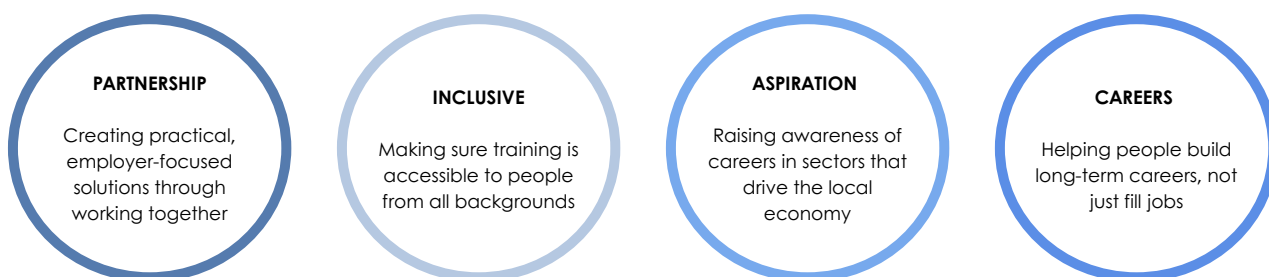 PARTNERSHIP
Creating practical,
employer-focused
solutions through
working together
INCLUSIVE
Making sure training is
accessible to people
from all backgrounds
ASPIRATION
Raising awareness of
careers in sectors that
drive the local
economy
CAREERS
Helping people build
long-term careers, not
just fill jobs